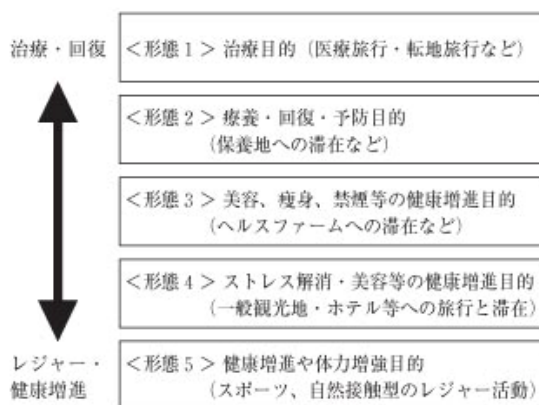 治療・回復
<形態1> 治療目的(医療旅行・転地旅行など)
<形態2> 療養・回復・予防目的
(保養地への滞在など)
<形態3> 美容、痩身、禁煙等の健康増進目的
(ヘルスファームへの滞在など)
<形態4> ストレス解消・美容等の健康増進目的
(一般観光地・ホテル等への旅行と滞在)
レジャー・
健康増進
<形態5> 健康増進や体力増強目的
(スポーツ、自然接触型のレジャー活動)